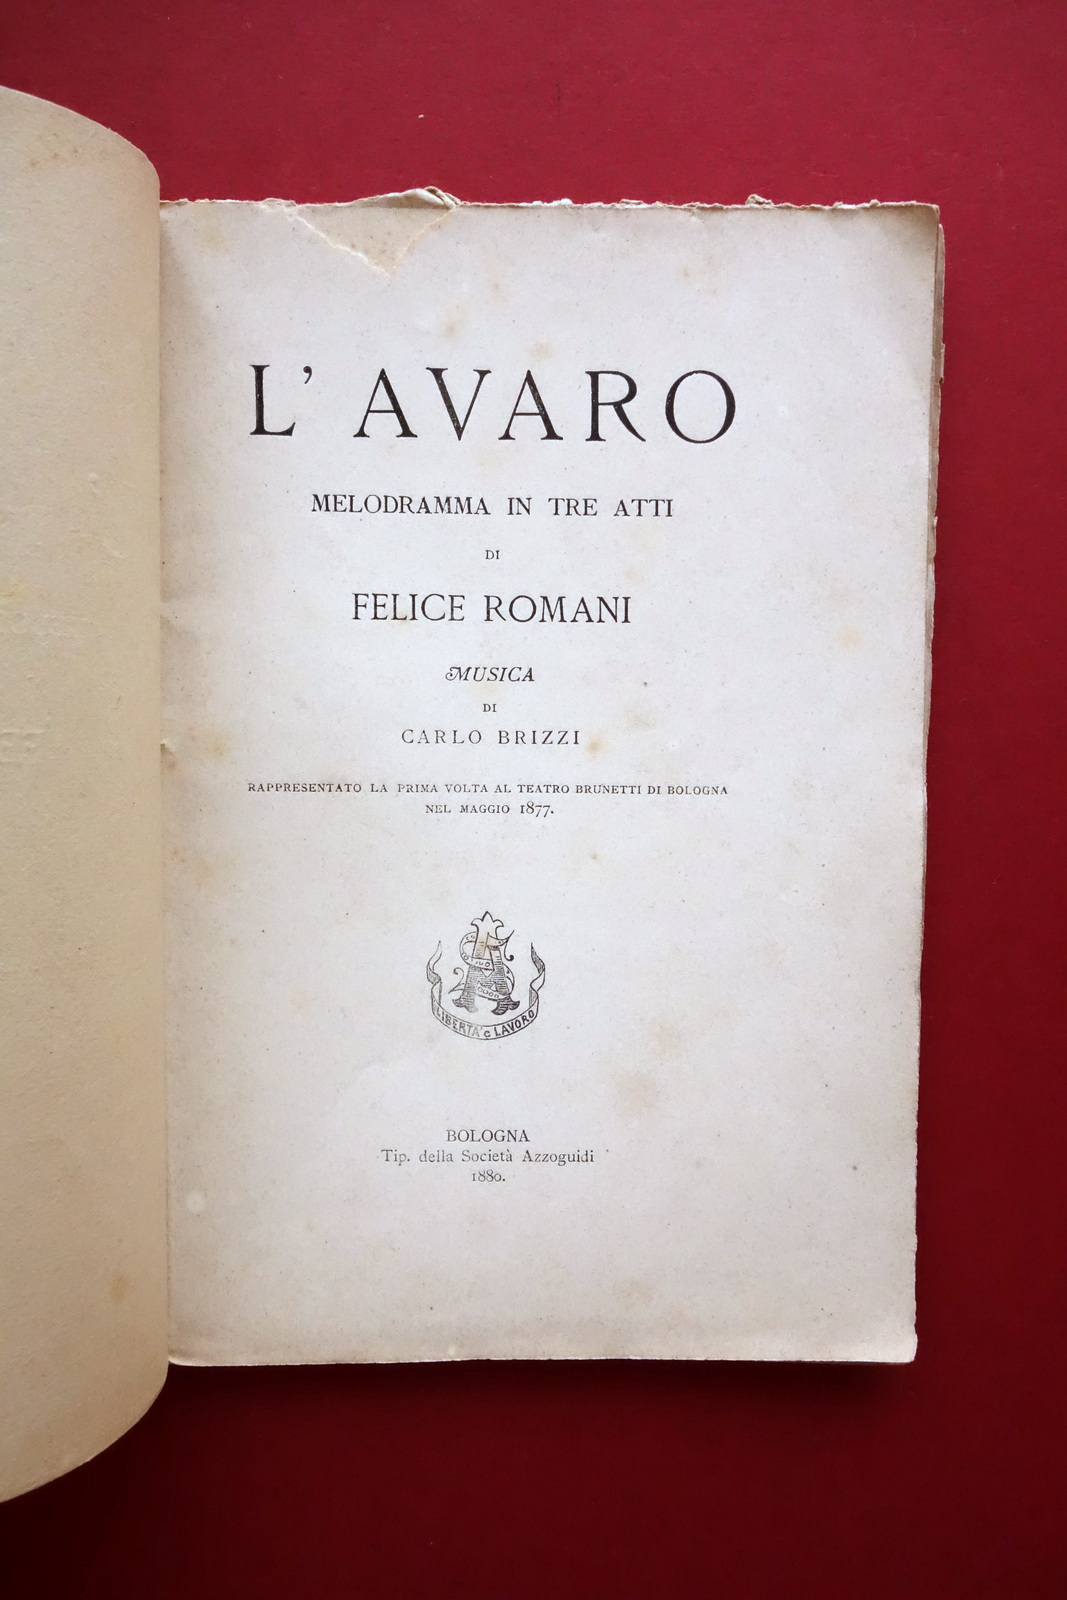 L' AVARO
MELODRAMMA IN TRE ATTI
DI
FELICE ROMANI
MUSICA
DI
CARLO BRIZZI
RAPPRESENTATO LA PRIMA VOLTA AL TEATRO BRUNETTI DI BOLOGNA
NEL MAGGIO 1877.
LIBERTA' e LAVORO
BOLOGNA
Tip. della Società Azzoguidi
1880.